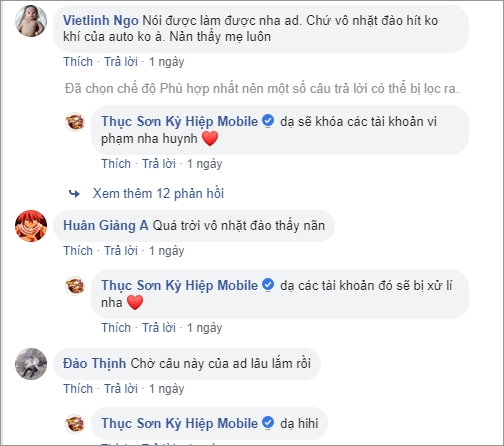 Vietlinh Ngo Nói được làm được nha ad. Chứ vô nhặt đào hít ko
khí của auto ko à. Nản thấy mẹ luôn
Thích · Trả lời · 1 ngày
Đã chọn chế độ Phù hợp nhất nên một số câu trả lời có thể bị lọc ra.
Thục Sơn Kỳ Hiệp Mobile dạ sẽ khóa các tài khoản vi
phạm nha huynh ❤
Thích · Trả lời · 1 ngày
Xem thêm 12 phản hồi
Huân Giảng A Quá trời vô nhặt đào thấy nãn
Thích · Trả lời · 1 ngày
Thục Sơn Kỳ Hiệp Mobile dạ các tài khoản đó sẽ bị xử lí
nha ❤
Thích · Trả lời · 1 ngày
Đảo Thịnh Chờ câu này của ad lâu lắm rồi
Thích · Trả lời · 1 ngày
Thục Sơn Kỳ Hiệp Mobile dạ hihi